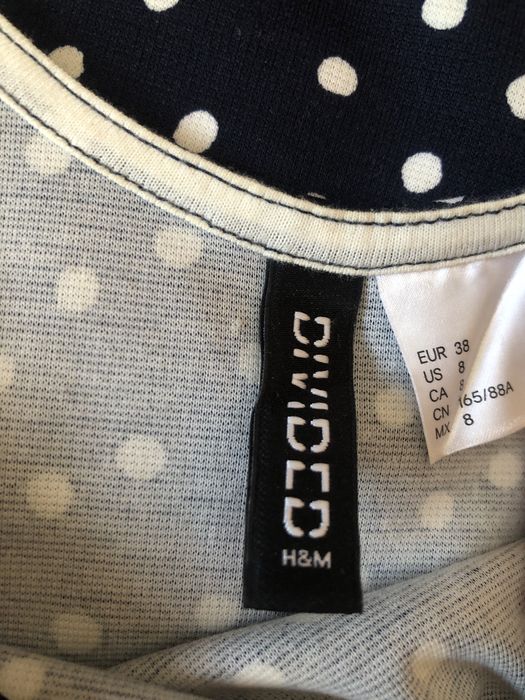 DIVIDED
H&M
EUR 38
US 8
CA 8
CN 165/88A
MX 8